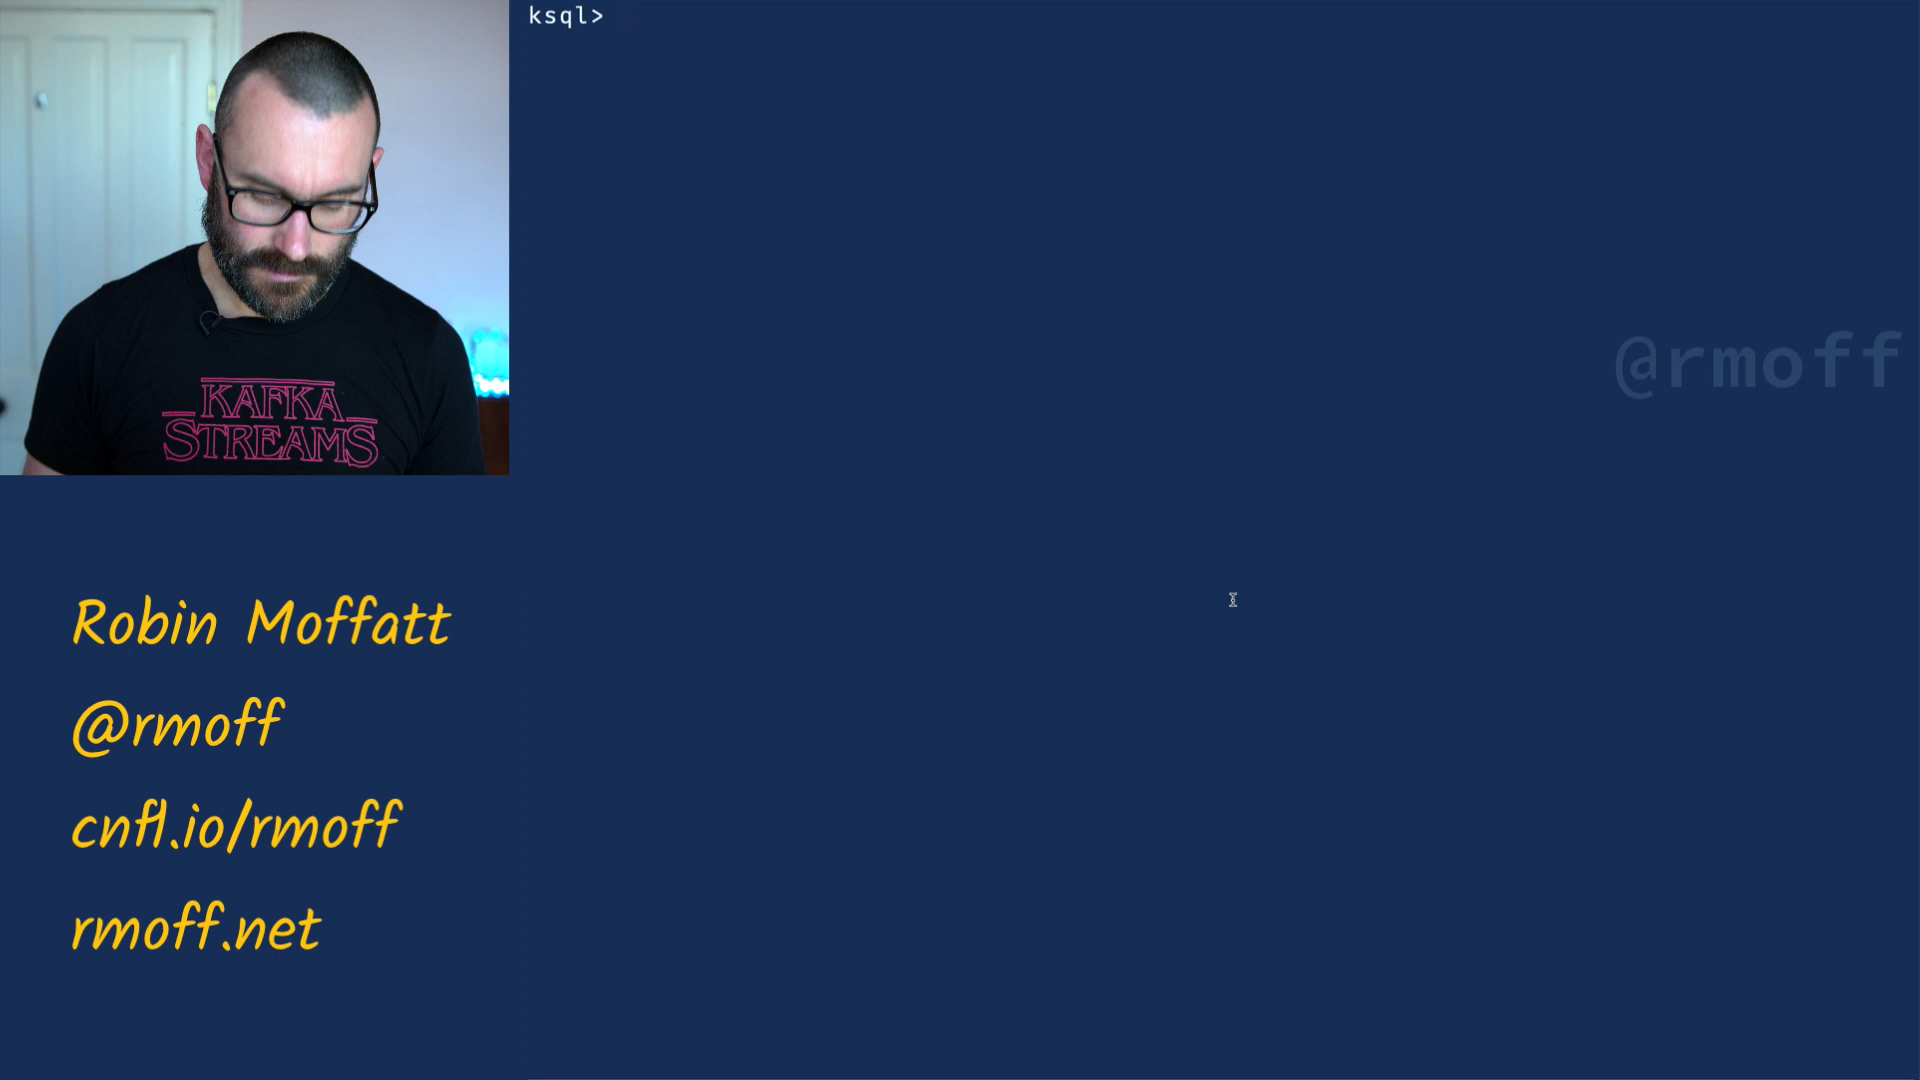 ksql>
KAFKA
STREAMS
@rmoff
Robin Moffatt
@rmoff
cnfl.io/rmoff
rmoff.net